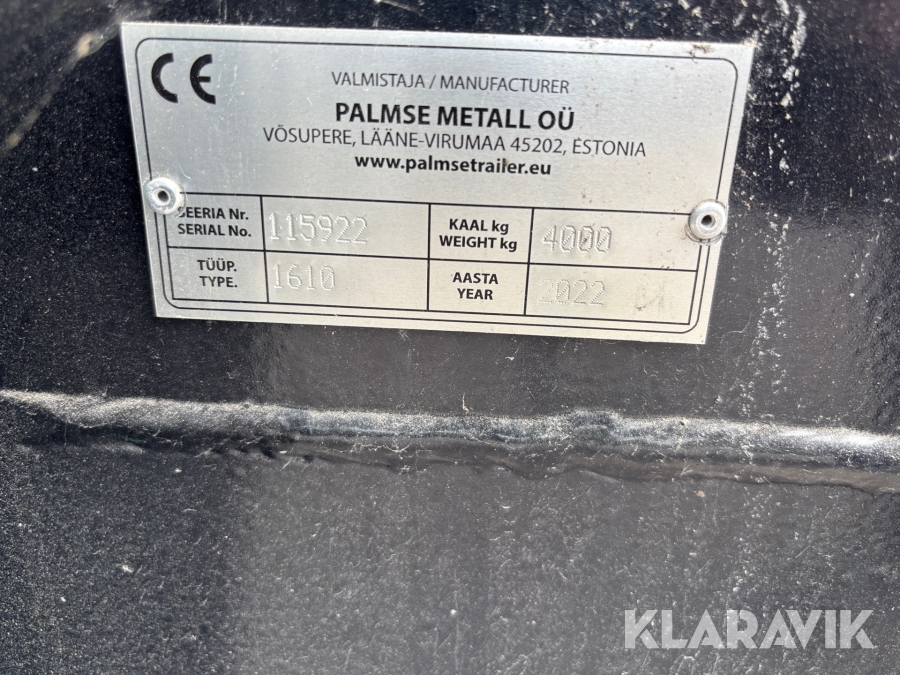 CE
VALMISTAJA / MANUFACTURER
PALMSE METALL OÜ
VÕSUPERE, LÄÄNE-VIRUMAA 45202, ESTONIA
www.palmsetrailer.eu
SEERIA Nr.
SERIAL No.
115922
KAAL kg
WEIGHT kg
4000
TÜÜP.
TYPE.
1610
AASTA
YEAR
2022
KLARAVIK